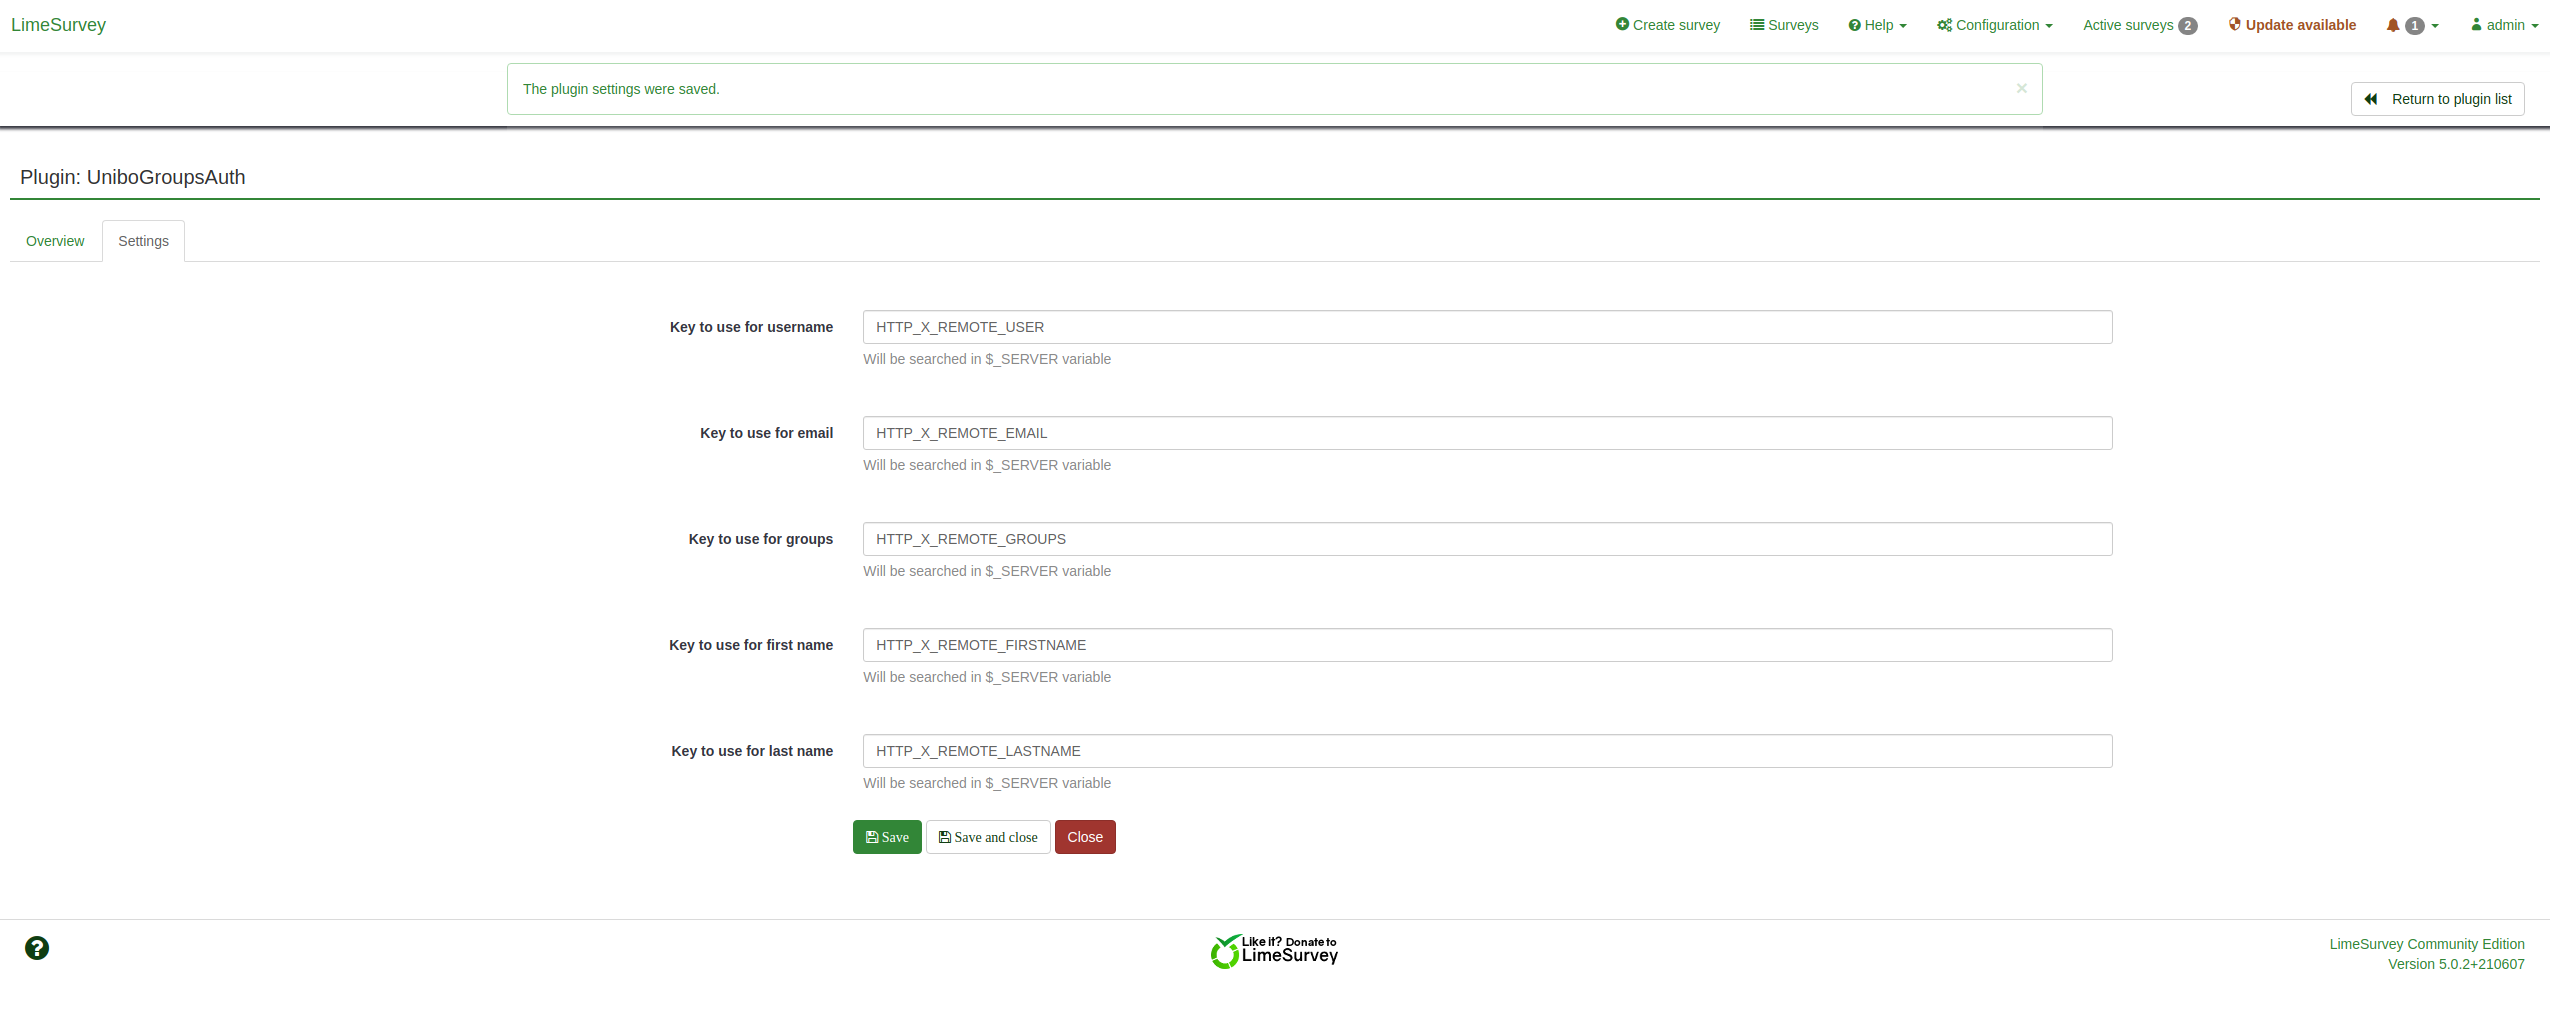 LimeSurvey
Create survey
Surveys
Help
Configuration
Active surveys 2
Update available
1
admin
The plugin settings were saved.
×
Return to plugin list
Plugin: UniboGroupsAuth
Overview
Settings
Key to use for username
HTTP_X_REMOTE_USER
Will be searched in $_SERVER variable
Key to use for email
HTTP_X_REMOTE_EMAIL
Will be searched in $_SERVER variable
Key to use for groups
HTTP_X_REMOTE_GROUPS
Will be searched in $_SERVER variable
Key to use for first name
HTTP_X_REMOTE_FIRSTNAME
Will be searched in $_SERVER variable
Key to use for last name
HTTP_X_REMOTE_LASTNAME
Will be searched in $_SERVER variable
Save
Save and close
Close
?
Like it? Donate to
LimeSurvey
LimeSurvey Community Edition
Version 5.0.2+210607